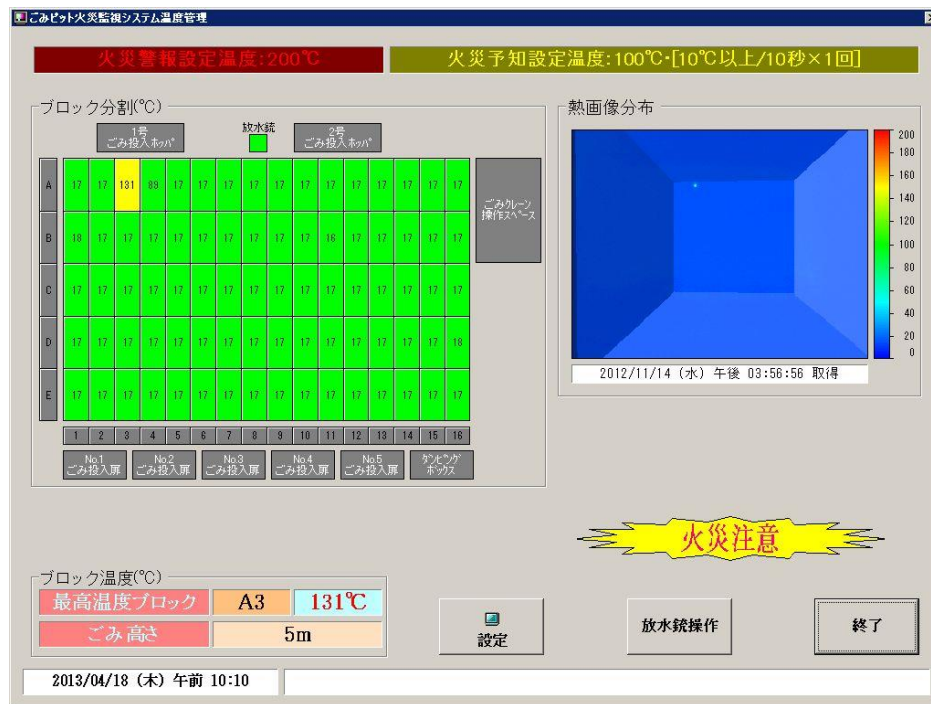 ごみピット火災監視システム温度管理
火災警報設定温度:200℃
火災予知設定温度:100℃・[10℃以上/10秒×1回]
ブロック分割(℃)
1号
ごみ投入ホッパ
放水銃
2号
ごみ投入ホッパ
A 17 17 131 89 17 17 17 17 17 17 17 17 17 17 17 17
B 18 17 17 17 17 17 17 17 17 17 16 17 17 17 17 17
C 17 17 17 17 17 17 17 17 17 17 17 17 17 17 17 17
D 17 17 17 17 17 17 17 17 17 17 17 17 17 17 17 18
E 17 17 17 17 17 17 17 17 17 17 17 17 17 17 17 17
1 2 3 4 5 6 7 8 9 10 11 12 13 14 15 16
ごみクレーン
操作スペース
No.1
ごみ投入扉
No.2
ごみ投入扉
No.3
ごみ投入扉
No.4
ごみ投入扉
No.5
ごみ投入扉
ダンピング
ボックス
熱画像分布
200
180
160
140
120
100
80
60
40
20
0
2012/11/14 (水) 午後 03:56:56 取得
火災注意
ブロック温度(℃)
最高温度ブロック A3 131℃
ごみ高さ 5m
設定
放水銃操作
終了
2013/04/18 (木) 午前 10:10